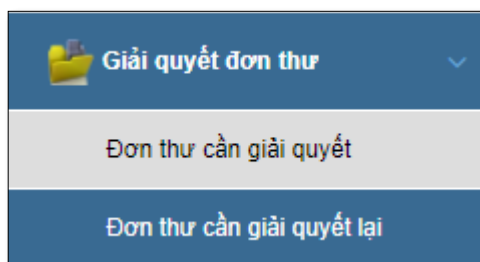 Giải quyết đơn thư
Đơn thư cần giải quyết
Đơn thư cần giải quyết lại